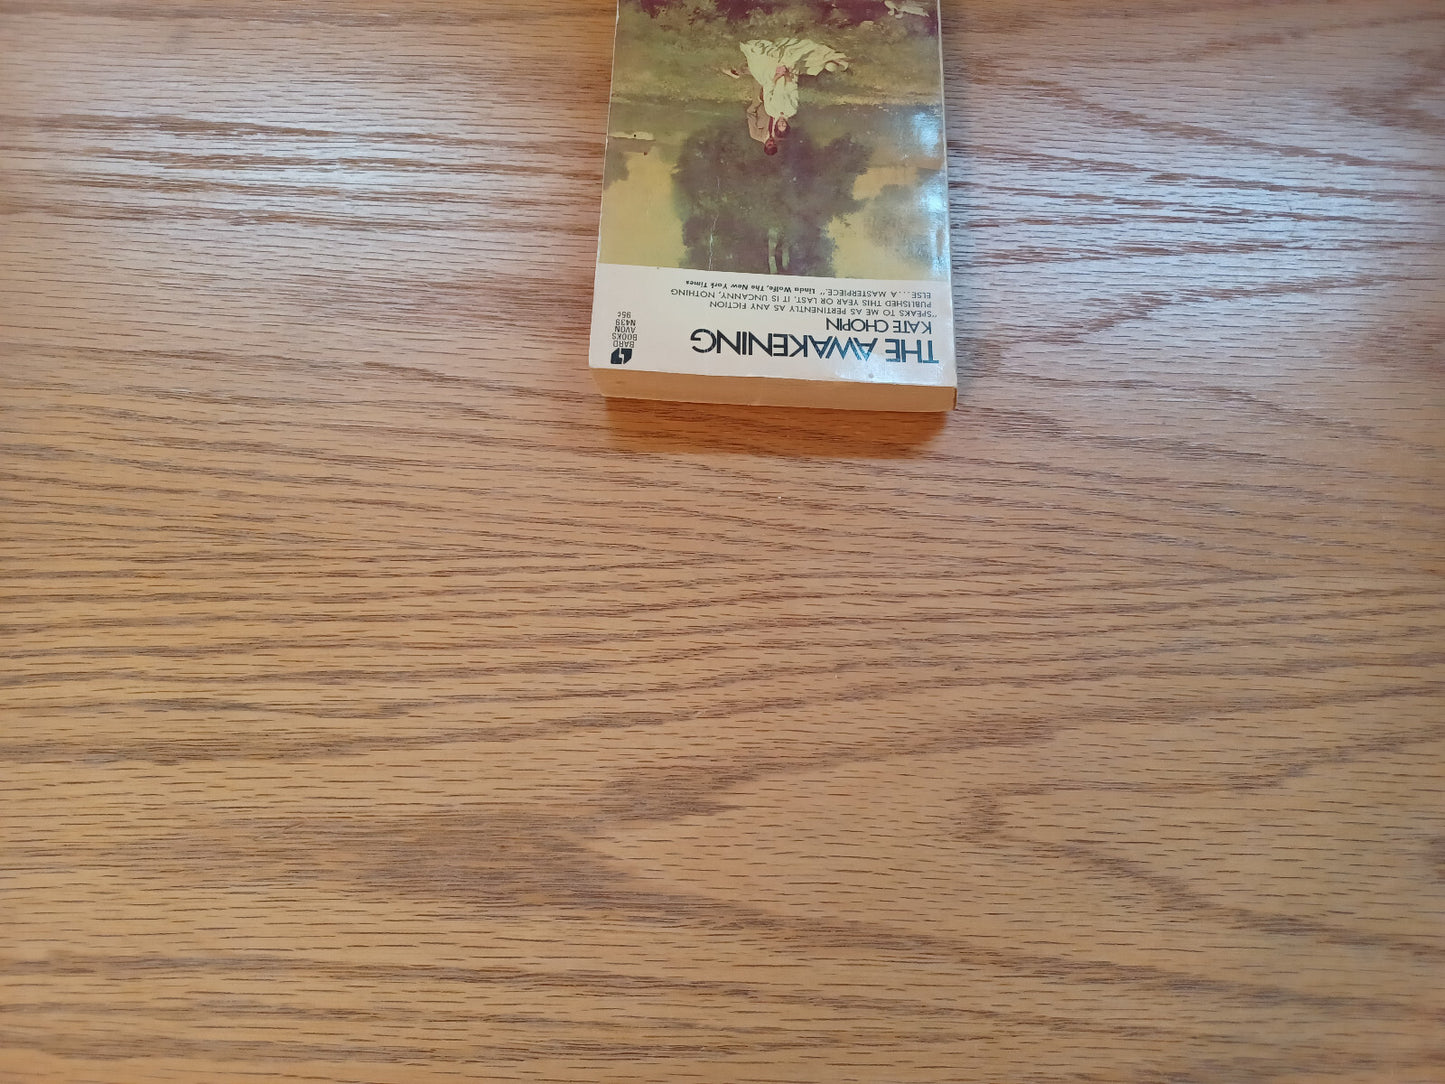 THE AWAKENING
KATE CHOPIN
"SPEAKS TO ME AS PERTINENTLY AS ANY FICTION
PUBLISHED THIS YEAR OR LAST. IT IS UNCANNY, NOTHING
ELSE . . . A MASTERPIECE." Linda Wolfe, The New York Times
BARD
BOOKS
AVON
N439
95¢